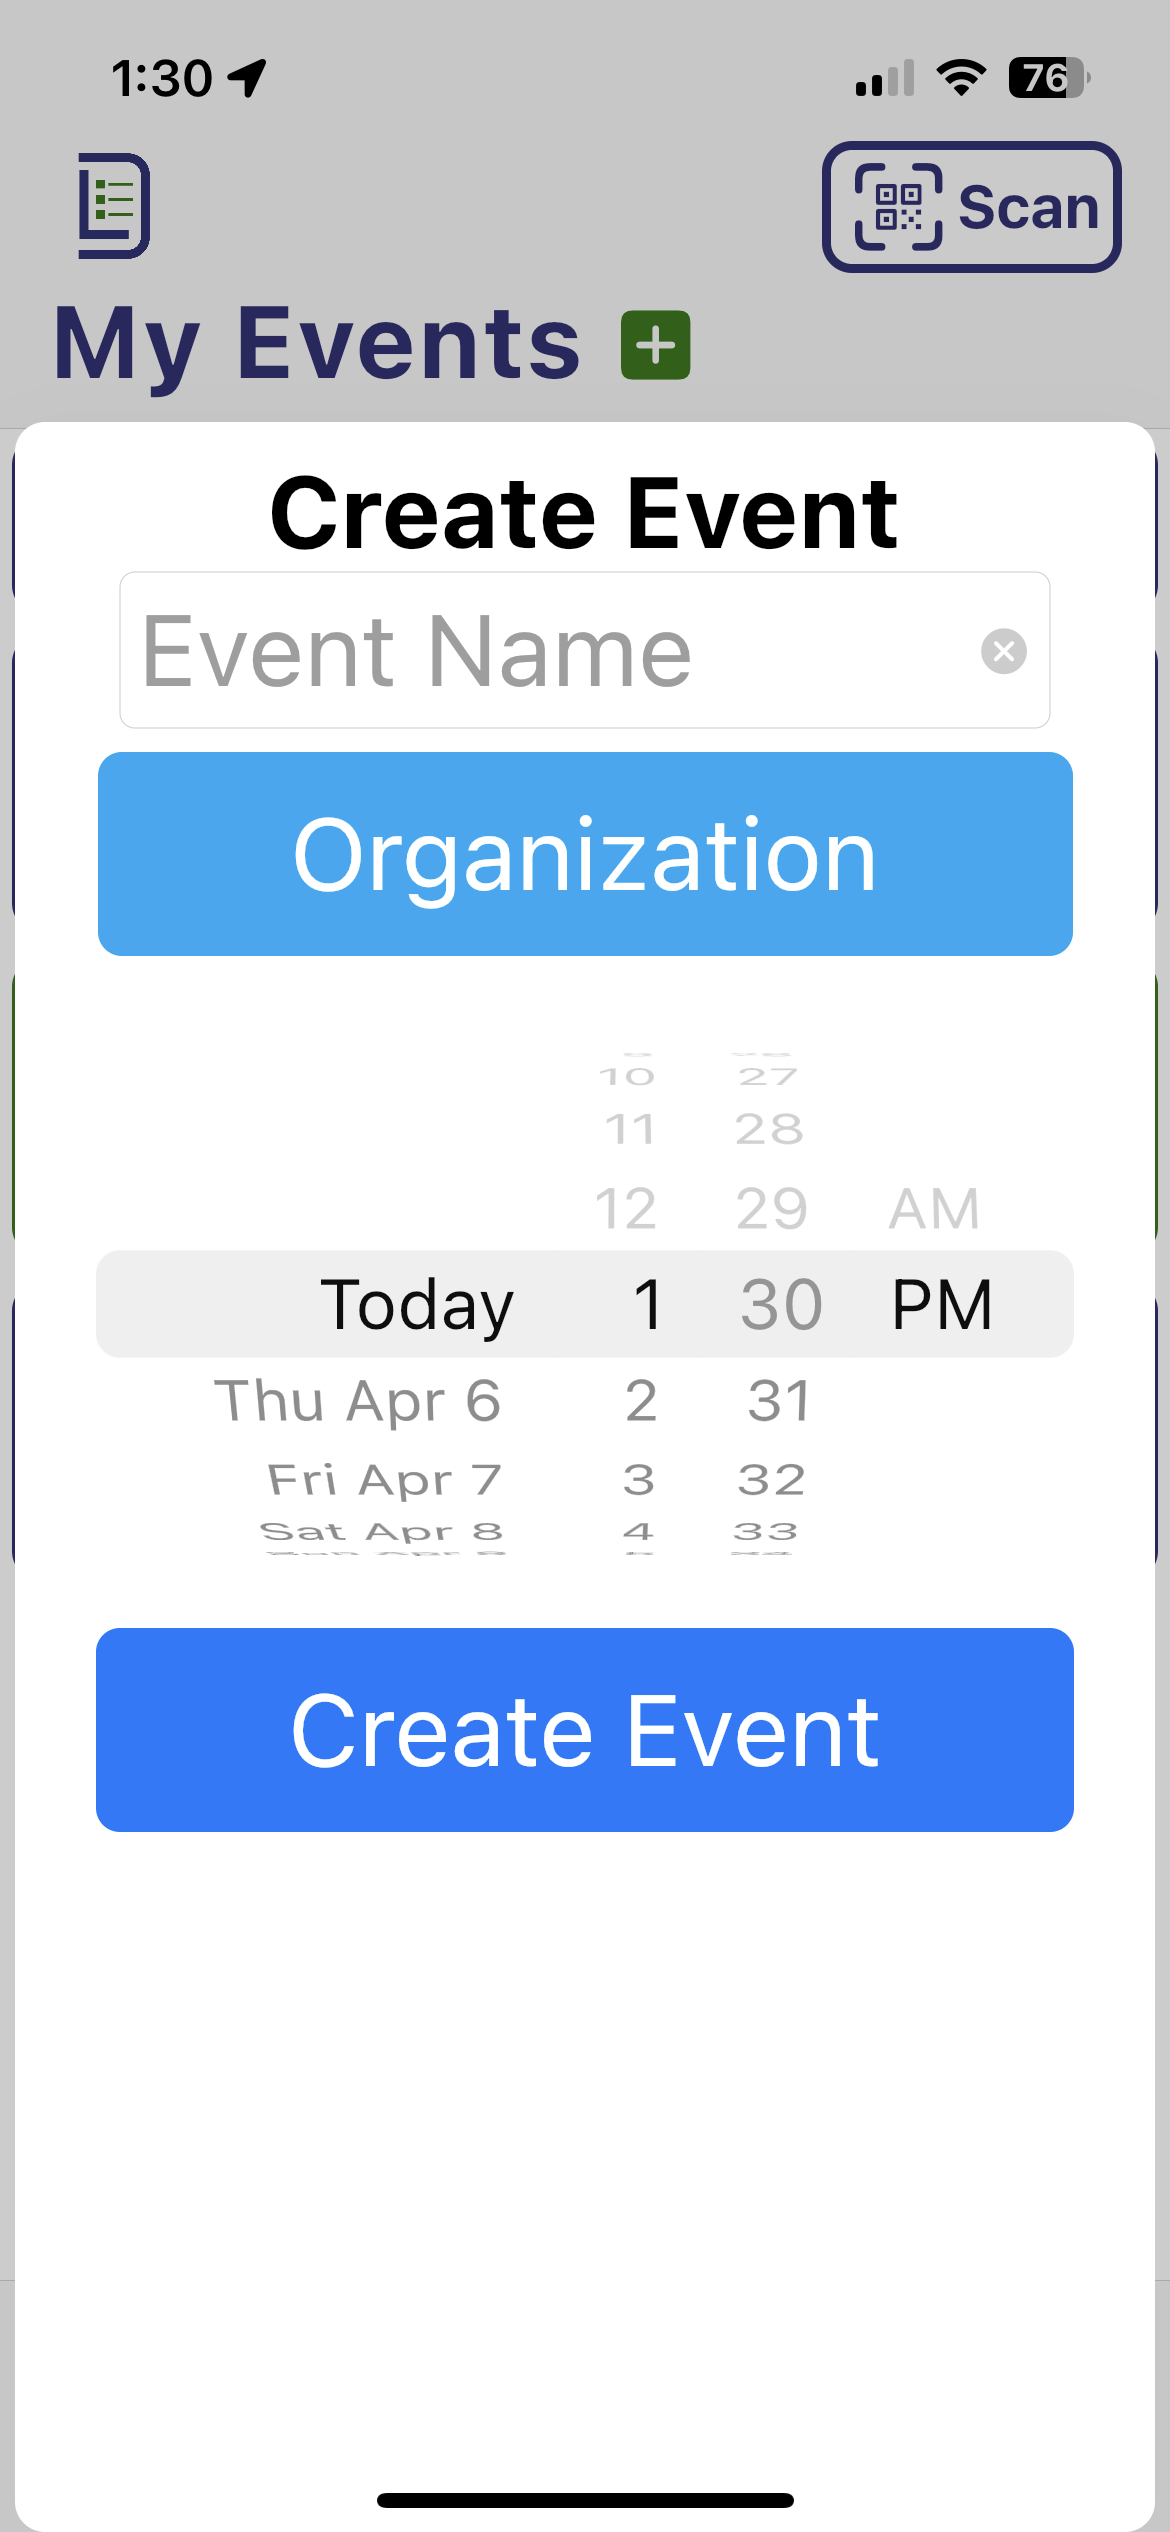 1:30 76
Scan
My Events
Create Event
Event Name
Organization
10 27
11 28
12 29 AM
Today 1 30 PM
Thu Apr 6 2 31
Fri Apr 7 3 32
Sat Apr 8 4 33
Create Event